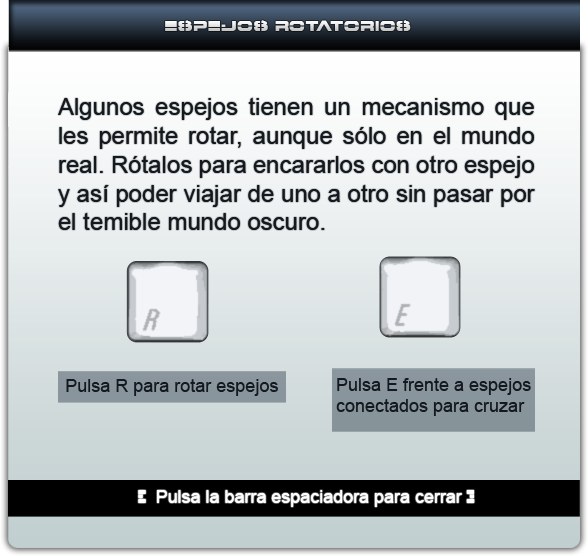 ESPEJOS ROTATORIOS
Algunos espejos tienen un mecanismo que
les permite rotar, aunque sólo en el mundo
real. Rótalos para encararlos con otro espejo
y así poder viajar de uno a otro sin pasar por
el temible mundo oscuro.
R
E
Pulsa R para rotar espejos
Pulsa E frente a espejos
conectados para cruzar
[ Pulsa la barra espaciadora para cerrar ]